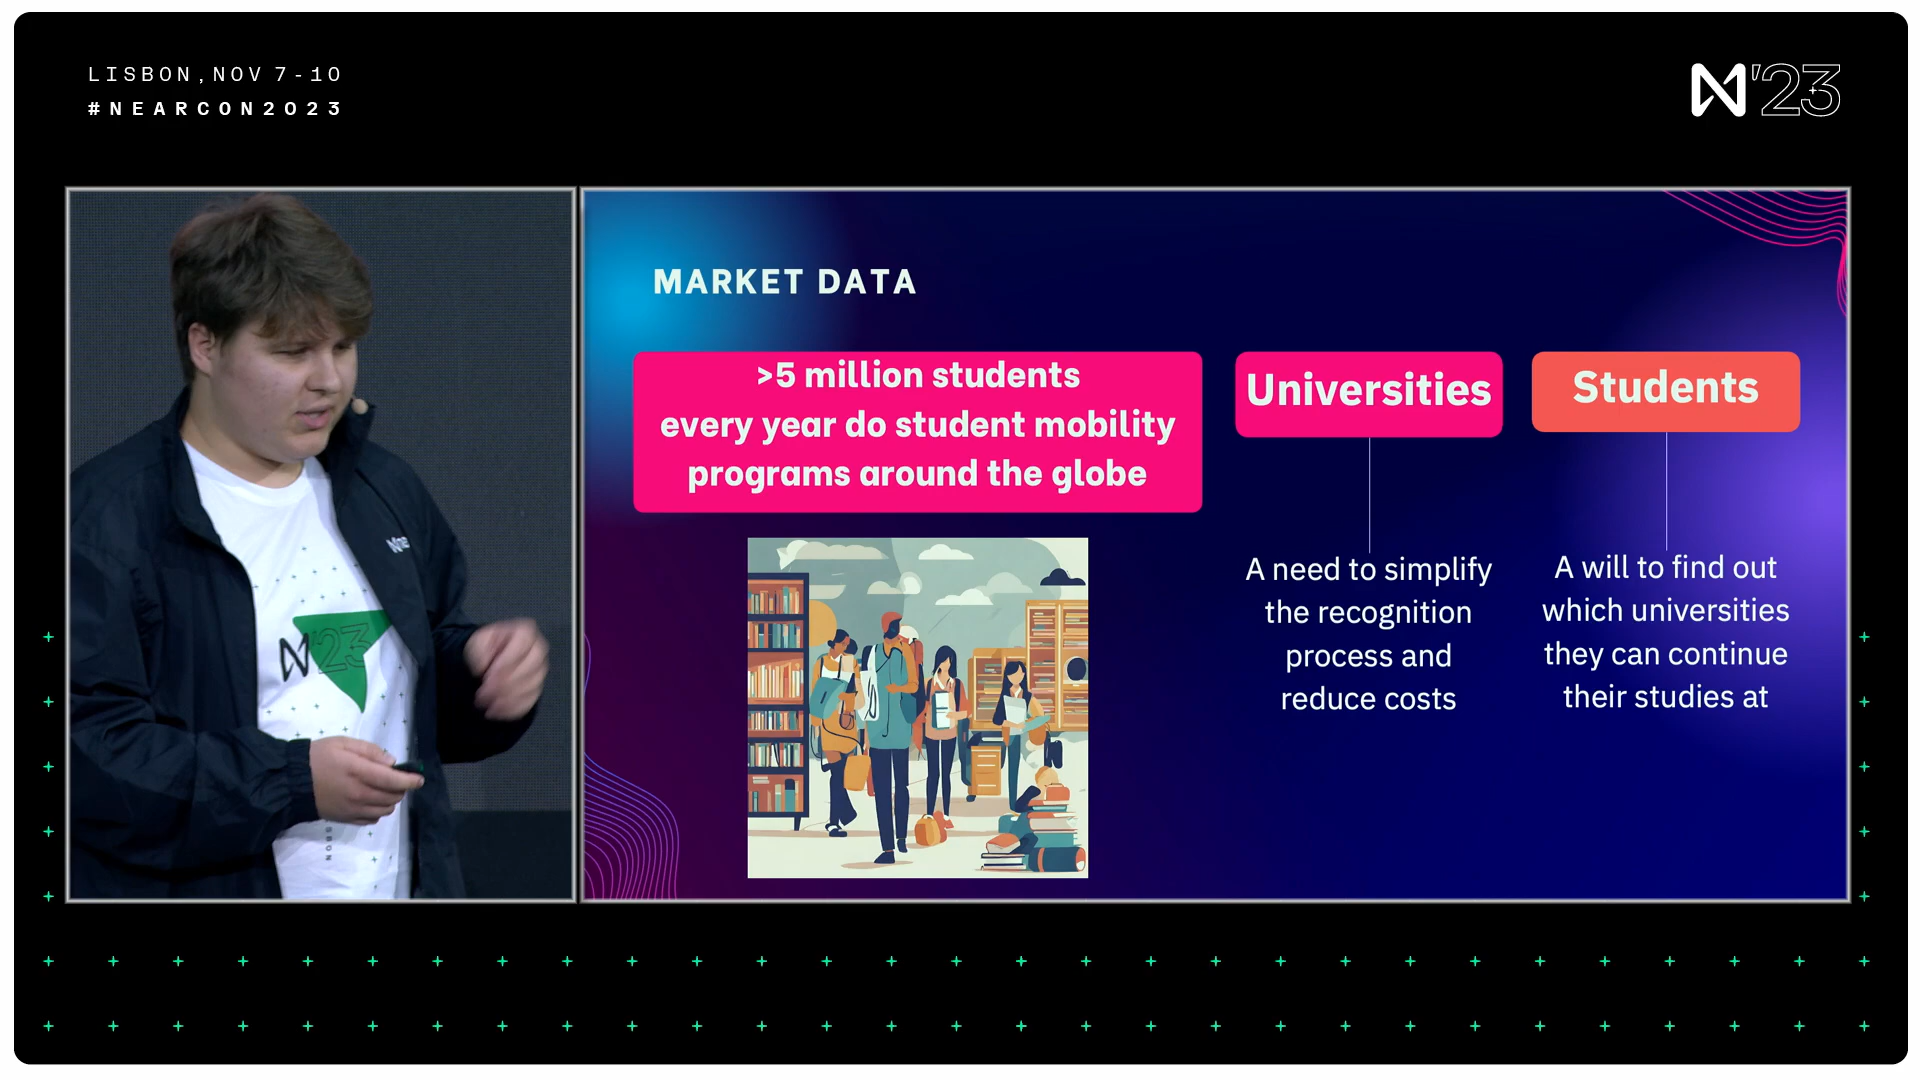 LISBON, NOV 7-10
#NEARCON2023
N'23
MARKET DATA
>5 million students
every year do student mobility
programs around the globe
Universities
Students
A need to simplify
the recognition
process and
reduce costs
A will to find out
which universities
they can continue
their studies at
N'23